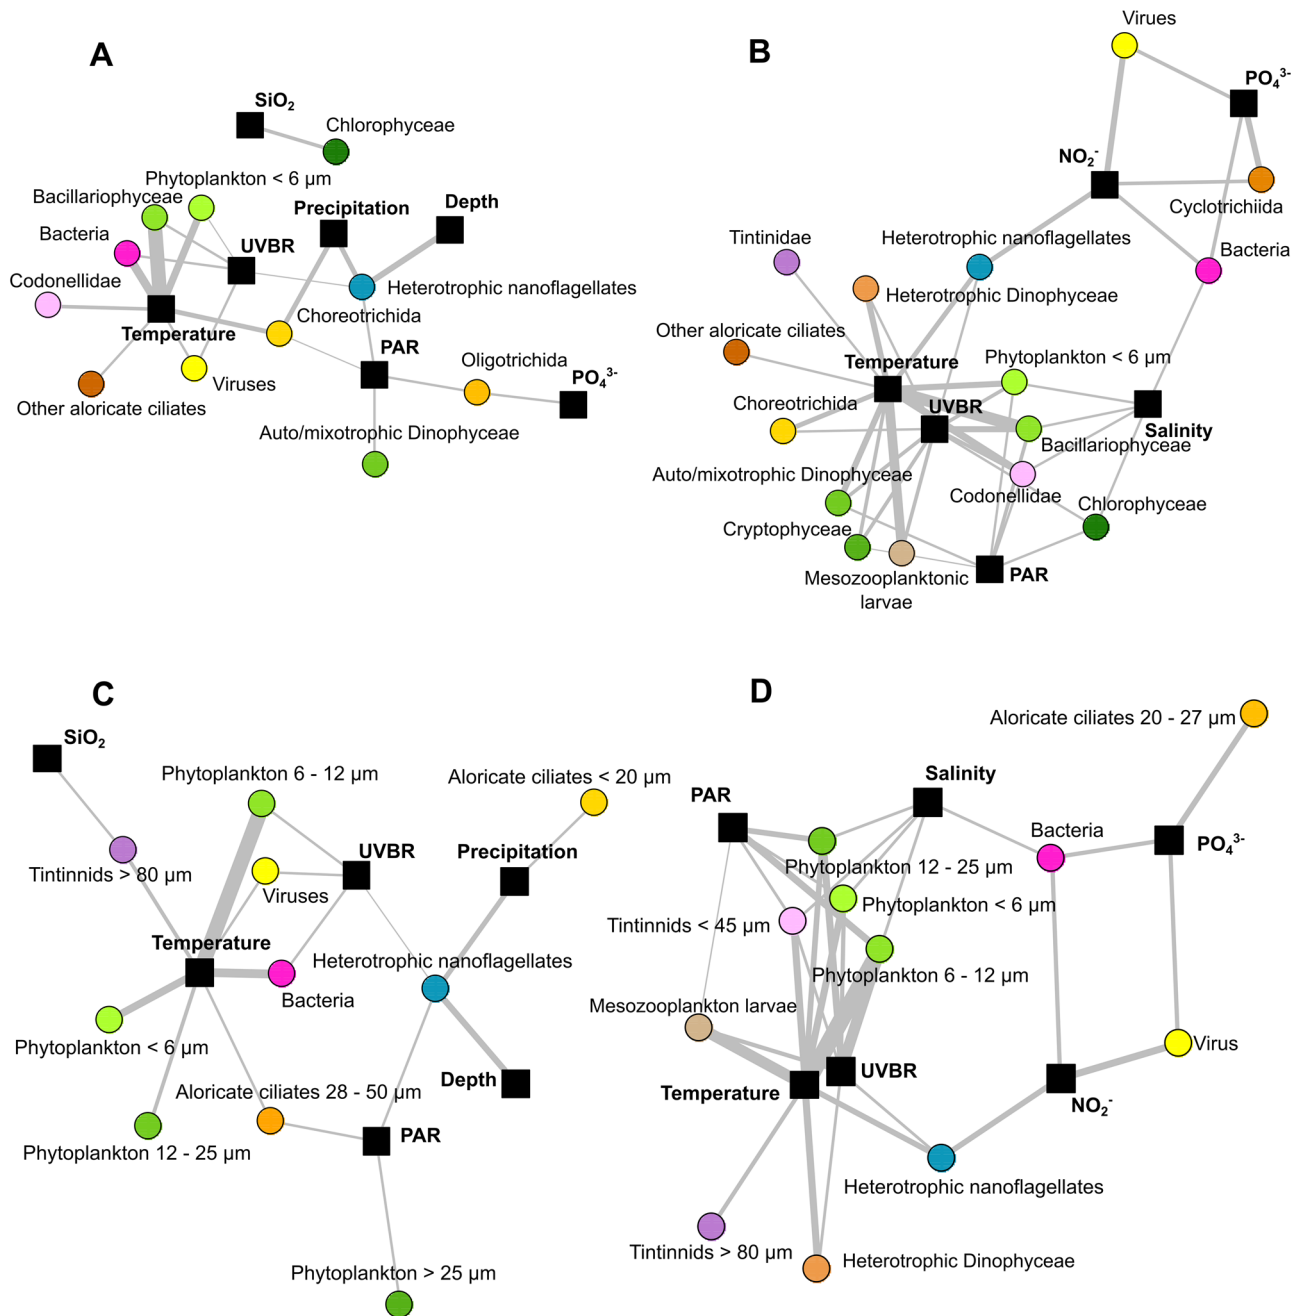 A
SiO₂
Chlorophyceae
Phytoplankton < 6 µm
Bacillariophyceae
Precipitation
Depth
Bacteria
UVBR
Codonellidae
Heterotrophic nanoflagellates
Choreotrichida
Temperature
PAR
Oligotrichida
PO₄³⁻
Viruses
Other aloricate ciliates
Auto/mixotrophic Dinophyceae
B
Virues
PO₄³⁻
NO₂⁻
Cyclotrichiida
Tintinidae
Heterotrophic nanoflagellates
Bacteria
Heterotrophic Dinophyceae
Other aloricate ciliates
Temperature
Phytoplankton < 6 µm
Choreotrichida
UVBR
Salinity
Bacillariophyceae
Auto/mixotrophic Dinophyceae
Codonellidae
Chlorophyceae
Cryptophyceae
Mesozooplanktonic
larvae
PAR
C
SiO₂
Phytoplankton 6 - 12 µm
Aloricate ciliates < 20 µm
UVBR
Precipitation
Tintinnids > 80 µm
Viruses
Temperature
Heterotrophic nanoflagellates
Bacteria
Phytoplankton < 6 µm
Depth
Aloricate ciliates 28 - 50 µm
PAR
Phytoplankton 12 - 25 µm
Phytoplankton > 25 µm
D
Aloricate ciliates 20 - 27 µm
Salinity
PAR
Bacteria
PO₄³⁻
Phytoplankton 12 - 25 µm
Phytoplankton < 6 µm
Tintinnids < 45 µm
Phytoplankton 6 - 12 µm
Mesozooplankton larvae
Virus
UVBR
Temperature
NO₂⁻
Heterotrophic nanoflagellates
Tintinnids > 80 µm
Heterotrophic Dinophyceae